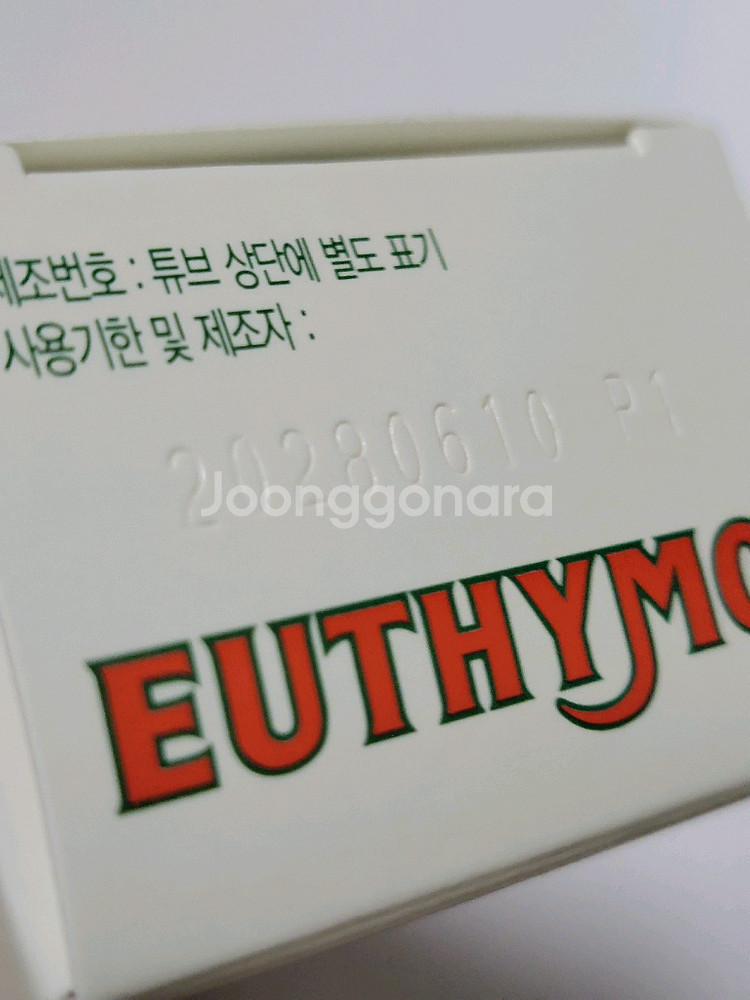 제조번호 : 튜브 상단에 별도 표기
사용기한 및 제조자 :
20280610 P1
Joonggonara
EUTHYMO